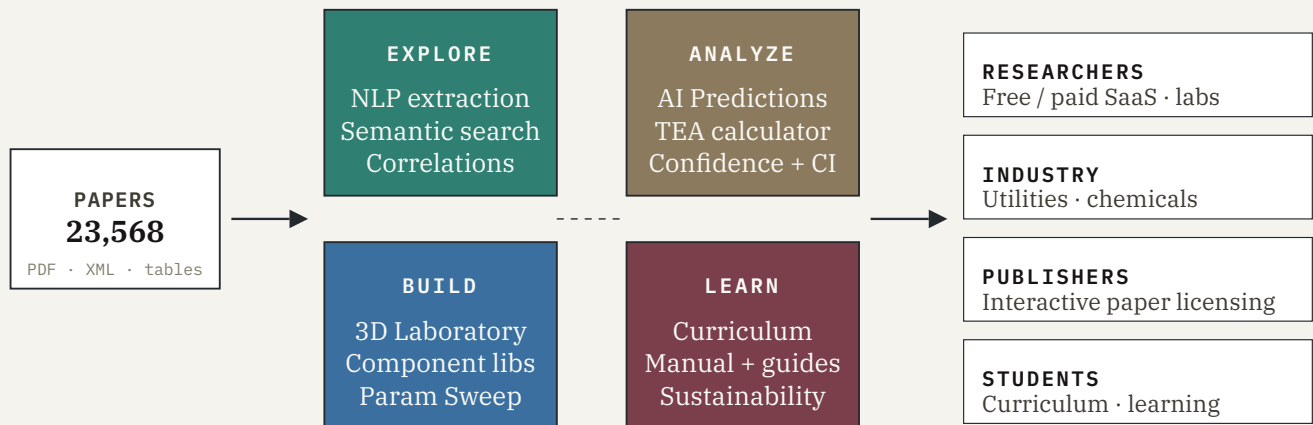 PAPERS
23,568
PDF · XML · tables
EXPLORE
NLP extraction
Semantic search
Correlations
ANALYZE
AI Predictions
TEA calculator
Confidence + CI
BUILD
3D Laboratory
Component libs
Param Sweep
LEARN
Curriculum
Manual + guides
Sustainability
RESEARCHERS
Free / paid SaaS · labs
INDUSTRY
Utilities · chemicals
PUBLISHERS
Interactive paper licensing
STUDENTS
Curriculum · learning